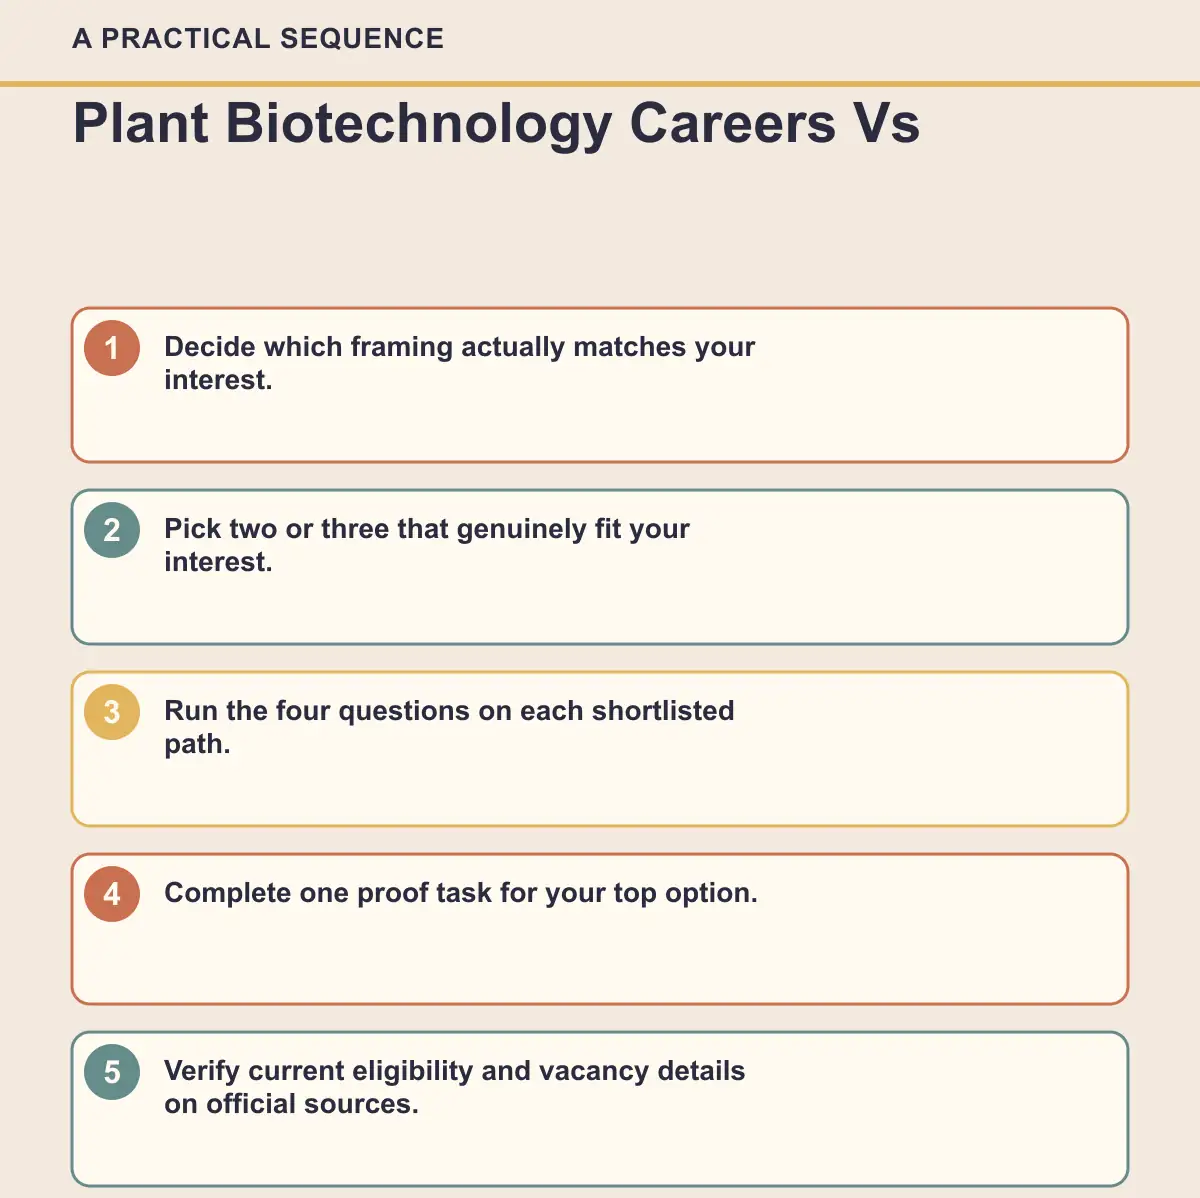 A PRACTICAL SEQUENCE
Plant Biotechnology Careers Vs
1
Decide which framing actually matches your
interest.
2
Pick two or three that genuinely fit your
interest.
3
Run the four questions on each shortlisted
path.
4
Complete one proof task for your top option.
5
Verify current eligibility and vacancy details
on official sources.